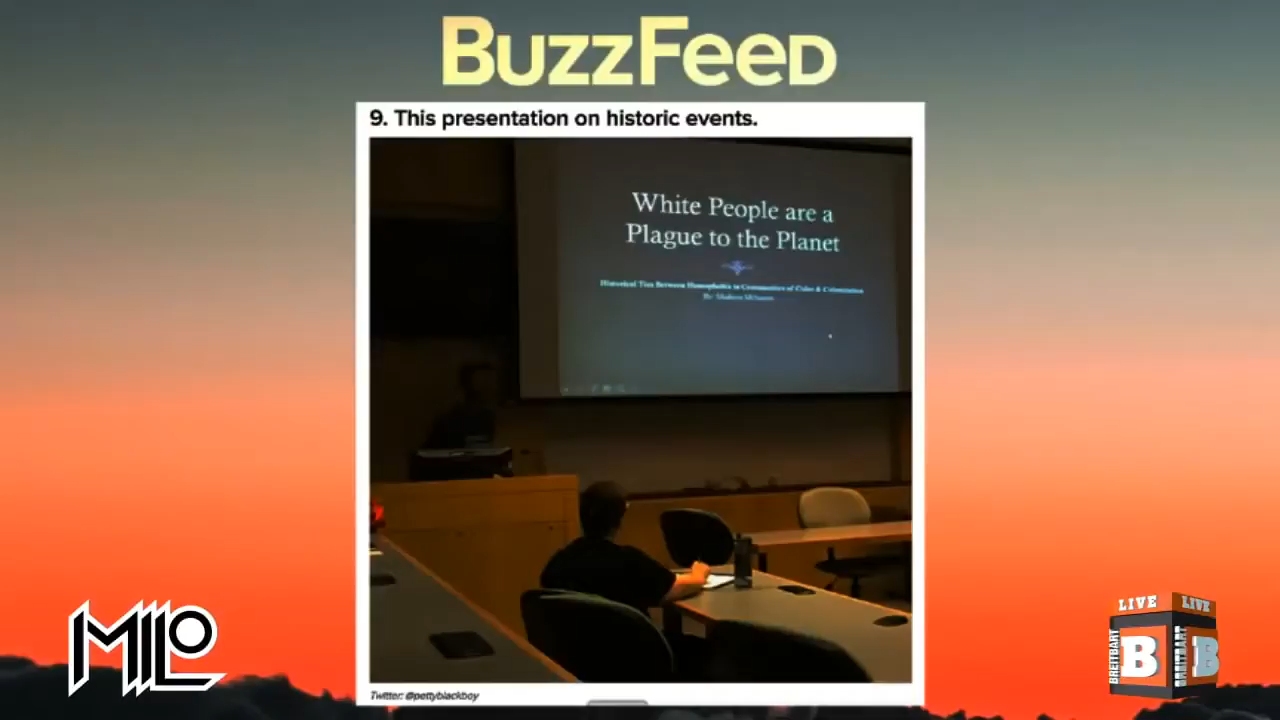 BUZZFEED
9. This presentation on historic events.
White People are a
Plague to the Planet
Historical Ties Between Homophobia in Communities of Color & Colonization
By:
Twitter: @pettyblackboy
MILO
LIVE LIVE
BREITBART B BREITBART B